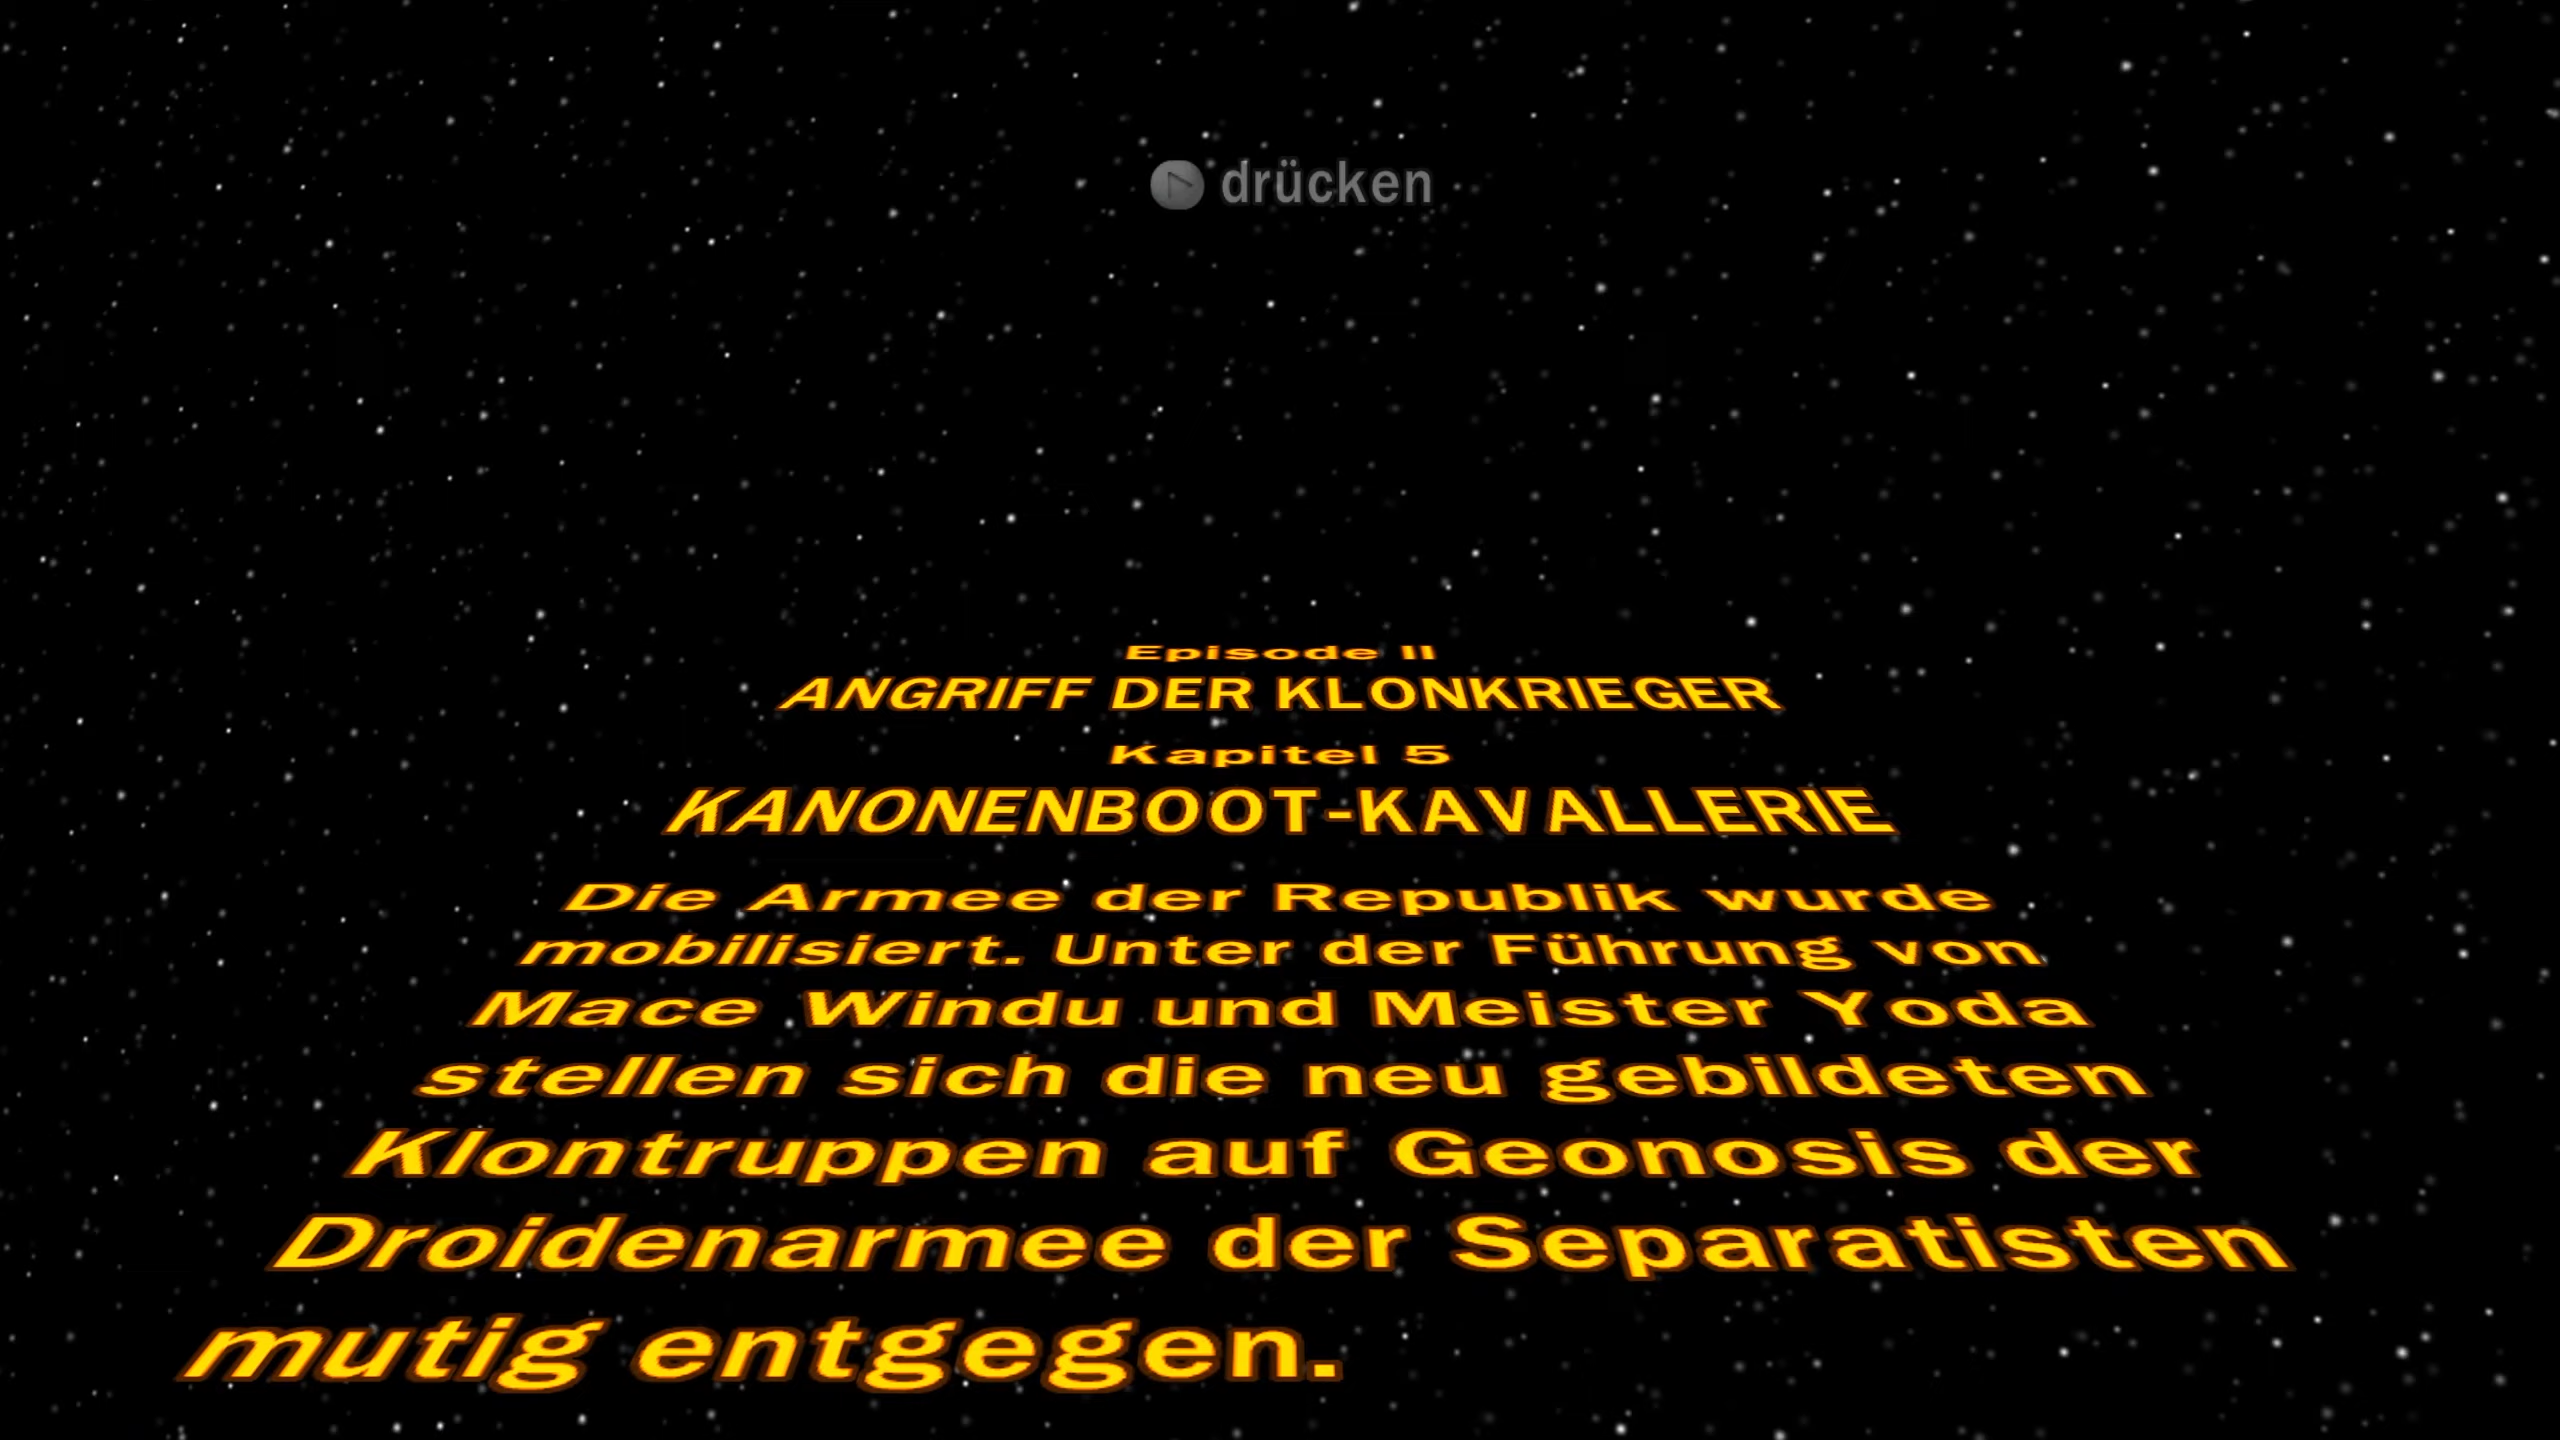 drücken
Episode II
ANGRIFF DER KLONKRIEGER
Kapitel 5
KANONENBOOT-KAVALLERIE
Die Armee der Republik wurde
mobilisiert. Unter der Führung von
Mace Windu und Meister Yoda
stellen sich die neu gebildeten
Klontruppen auf Geonosis der
Droidenarmee der Separatisten
mutig entgegen.